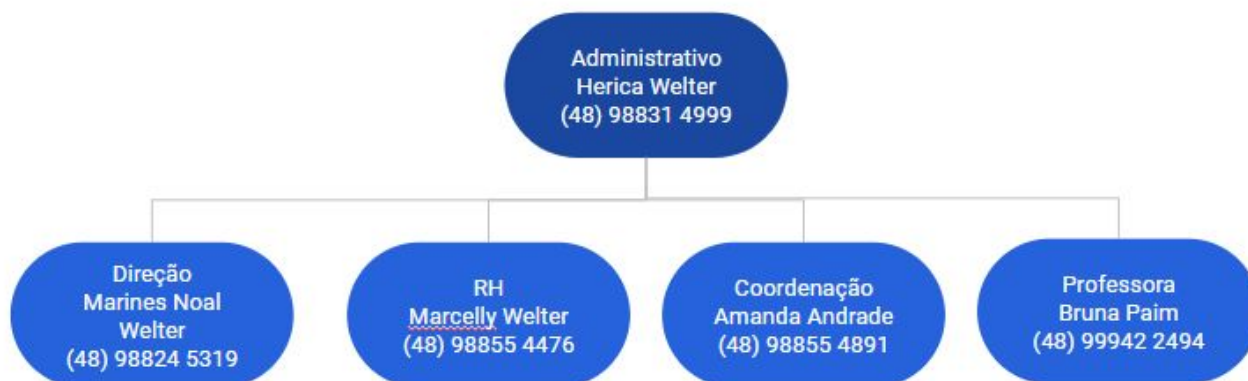 Administrativo
Herica Welter
(48) 98831 4999
Direção
Marines Noal
Welter
(48) 98824 5319
RH
Marcelly Welter
(48) 98855 4476
Coordenação
Amanda Andrade
(48) 98855 4891
Professora
Bruna Paim
(48) 99942 2494